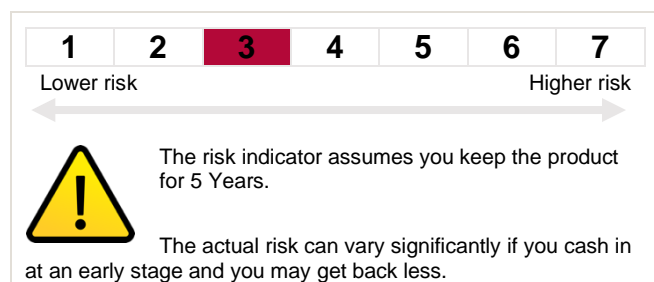 1 2 3 4 5 6 7
Lower risk Higher risk
The risk indicator assumes you keep the product
for 5 Years.
The actual risk can vary significantly if you cash in
at an early stage and you may get back less.